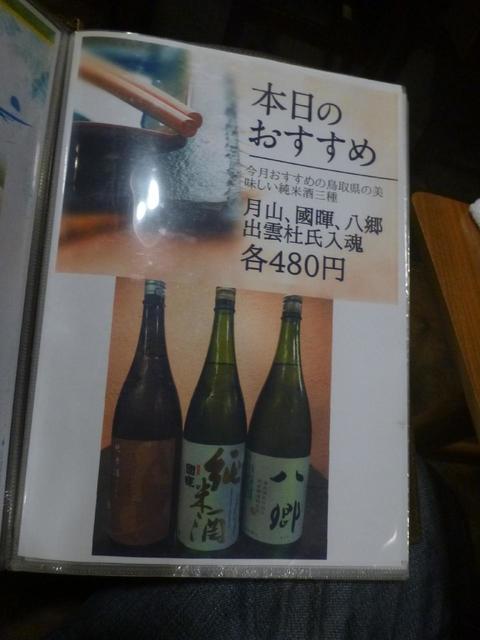 本日の
おすすめ
今月おすすめの鳥取県の美
味しい純米酒三種
月山、國暉、八郷
出雲杜氏入魂
各480円
純米酒
國暉
八郷